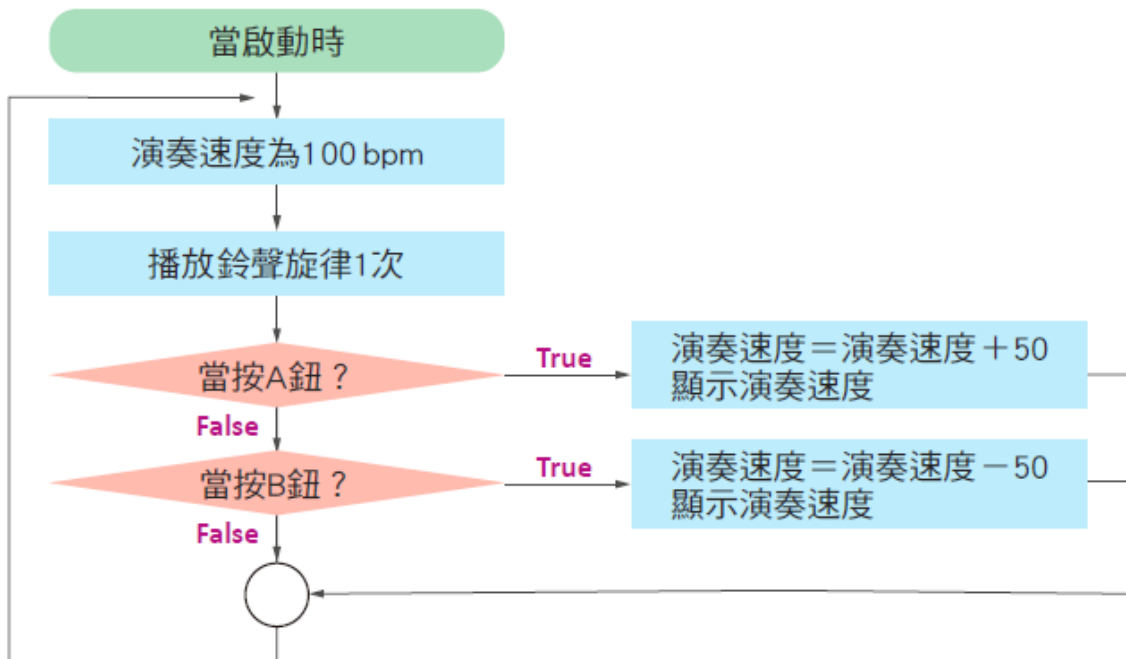 當啟動時
演奏速度為100 bpm
播放鈴聲旋律1次
當按A鈕？
True
演奏速度＝演奏速度＋50
顯示演奏速度
False
當按B鈕？
True
演奏速度＝演奏速度－50
顯示演奏速度
False